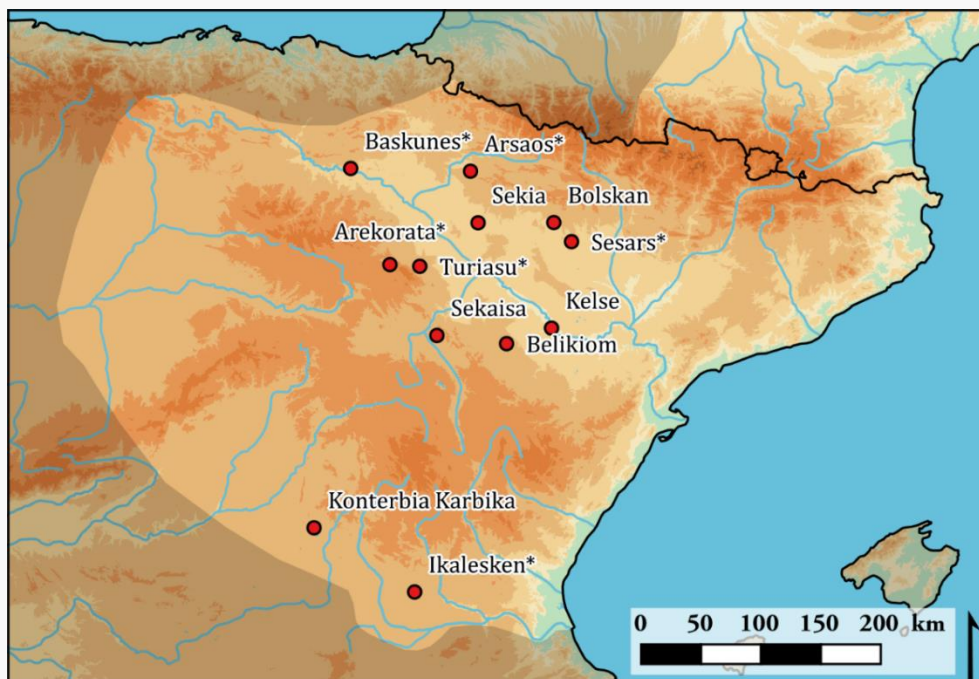 Baskunes*
Arsaos*
Sekia
Bolskan
Arekorata*
Sesars*
Turiasu*
Sekaisa
Kelse
Belikiom
Konterbia Karbika
Ikalesken*
0 50 100 150 200 km